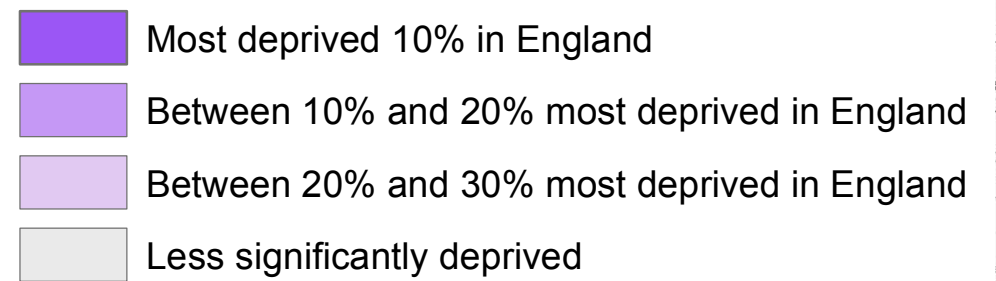 Most deprived 10% in England
Between 10% and 20% most deprived in England
Between 20% and 30% most deprived in England
Less significantly deprived